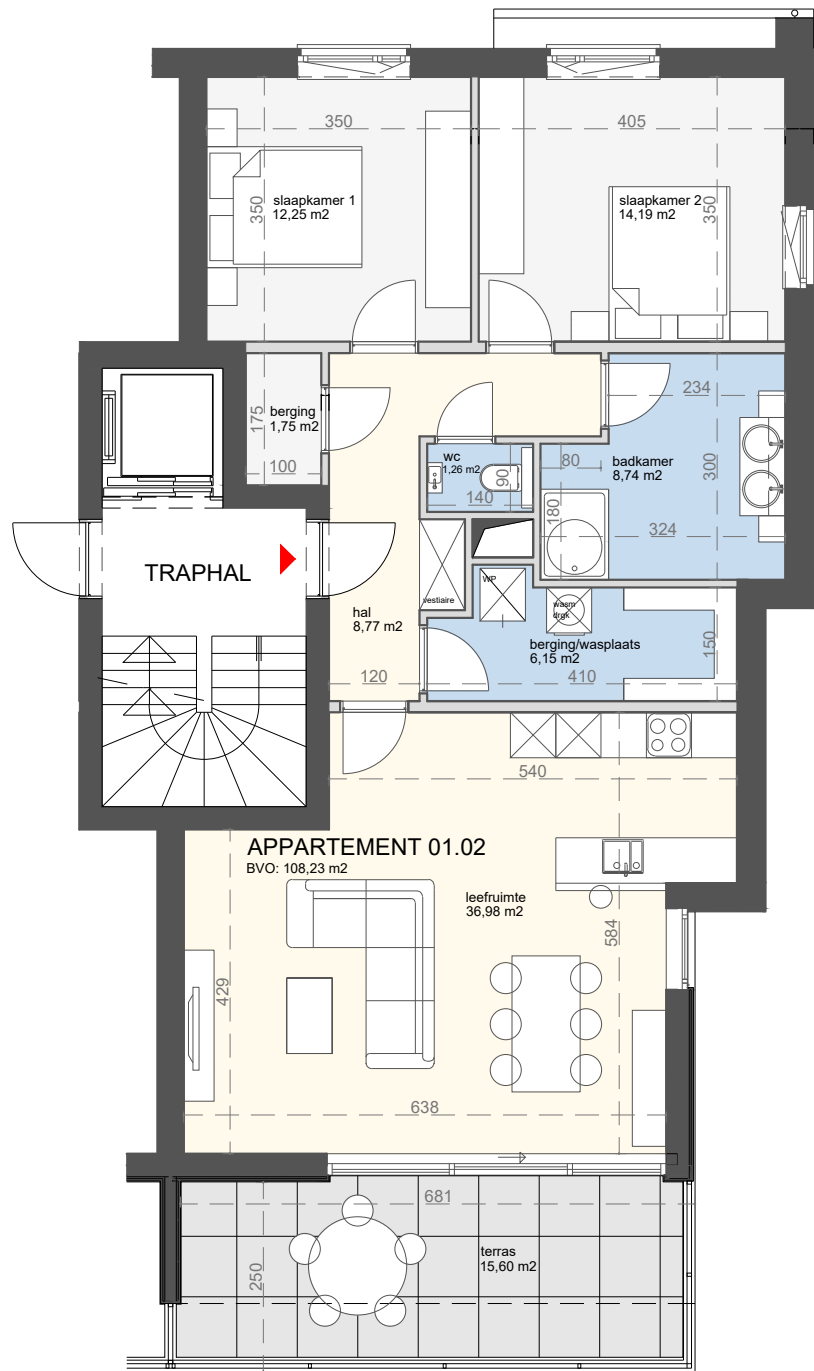 350
405
slaapkamer 1
12,25 m2
350
slaapkamer 2
14,19 m2
350
berging
1,75 m2
175
100
234
wc
1,26 m2
90
140
80
badkamer
8,74 m2
300
180
324
TRAPHAL
WP
wasm
drgk
vestiaire
hal
8,77 m2
berging/wasplaats
6,15 m2
150
120
410
540
APPARTEMENT 01.02
BVO: 108,23 m2
leefruimte
36,98 m2
584
429
638
681
terras
15,60 m2
250